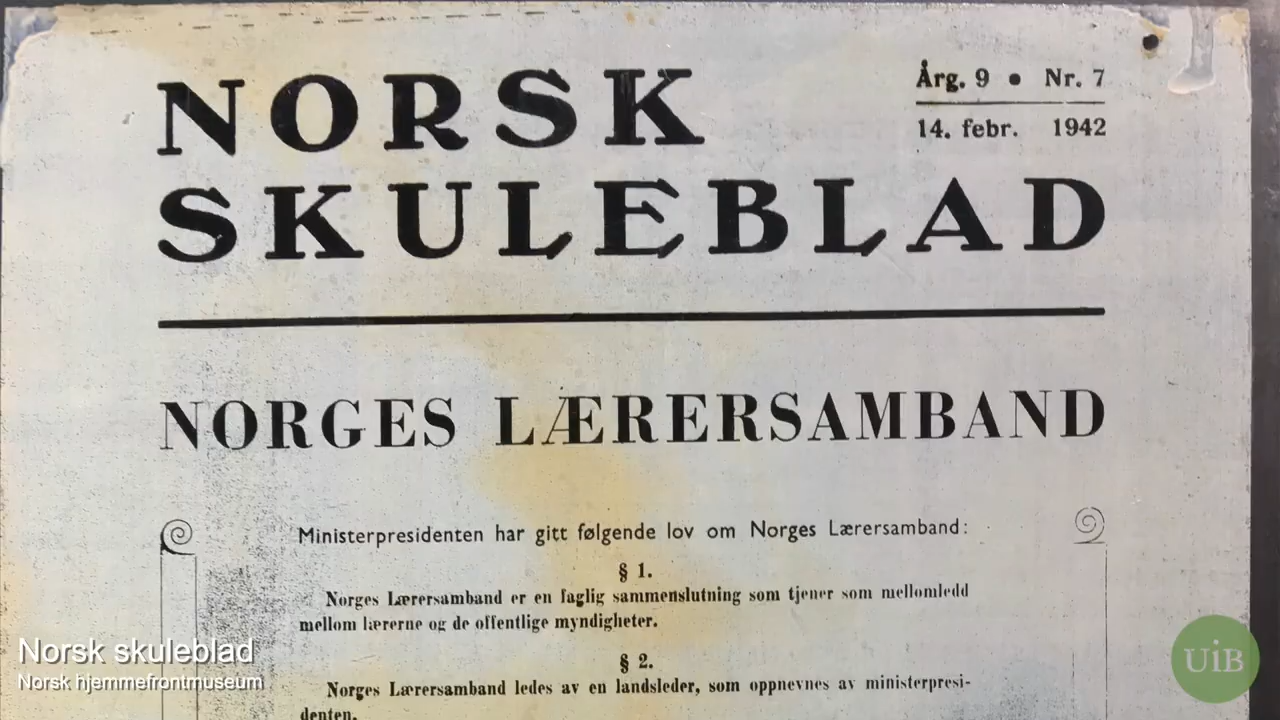 NORSK
SKULEBLAD
Årg. 9 • Nr. 7
14. febr. 1942
NORGES LÆRERSAMBAND
Ministerpresidenten har gitt følgende lov om Norges Lærersamband:
§ 1.
Norges Lærersamband er en faglig sammenslutning som tjener som mellomledd
mellom lærerne og de offentlige myndigheter.
§ 2.
Norges Lærersamband ledes av en landsleder, som oppnevnes av ministerpresi-
denten.
Norsk skuleblad
Norsk hjemmefrontmuseum
UiB